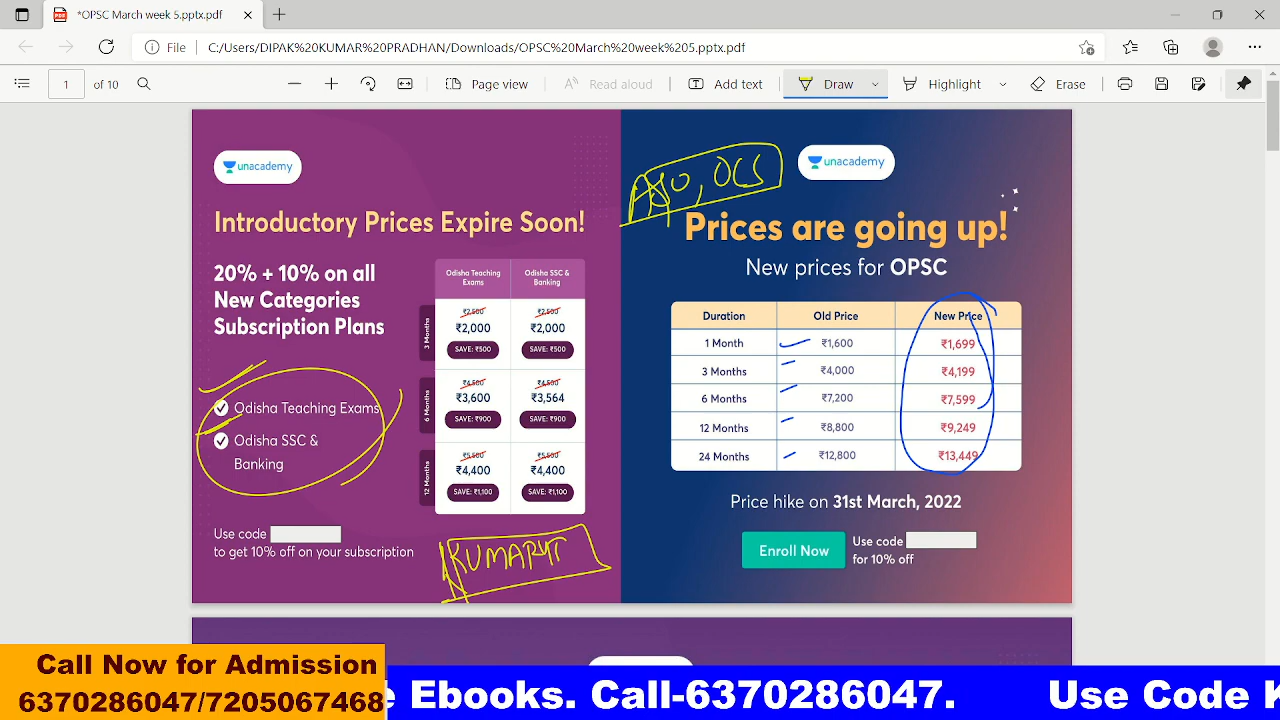 *OPSC March week 5.pptx.pdf
File
C:/Users/DIPAK%20KUMAR%20PRADHAN/Downloads/OPSC%20March%20week%205.pptx.pdf
1 of 10
Page view
Read aloud
Add text
Draw
Highlight
Erase
unacademy
Introductory Prices Expire Soon!
20% + 10% on all
New Categories
Subscription Plans
Odisha Teaching Exams
Odisha SSC &
Banking
Use code
to get 10% off on your subscription
Odisha Teaching Exams
Odisha SSC & Banking
3 Months
₹2,500 ₹2,500
₹2,000 ₹2,000
SAVE: ₹500 SAVE: ₹500
6 Months
₹4,500 ₹4,500
₹3,600 ₹3,564
SAVE: ₹900 SAVE: ₹900
12 Months
₹5,500 ₹5,500
₹4,400 ₹4,400
SAVE: ₹1,100 SAVE: ₹1,100
OCS
unacademy
Prices are going up!
New prices for OPSC
Duration Old Price New Price
1 Month ₹1,600 ₹1,699
3 Months ₹4,000 ₹4,199
6 Months ₹7,200 ₹7,599
12 Months ₹8,800 ₹9,249
24 Months ₹12,800 ₹13,449
Price hike on 31st March, 2022
Enroll Now
Use code
for 10% off
Call Now for Admission
6370286047/7205067468
e Ebooks. Call-6370286047. Use Code K